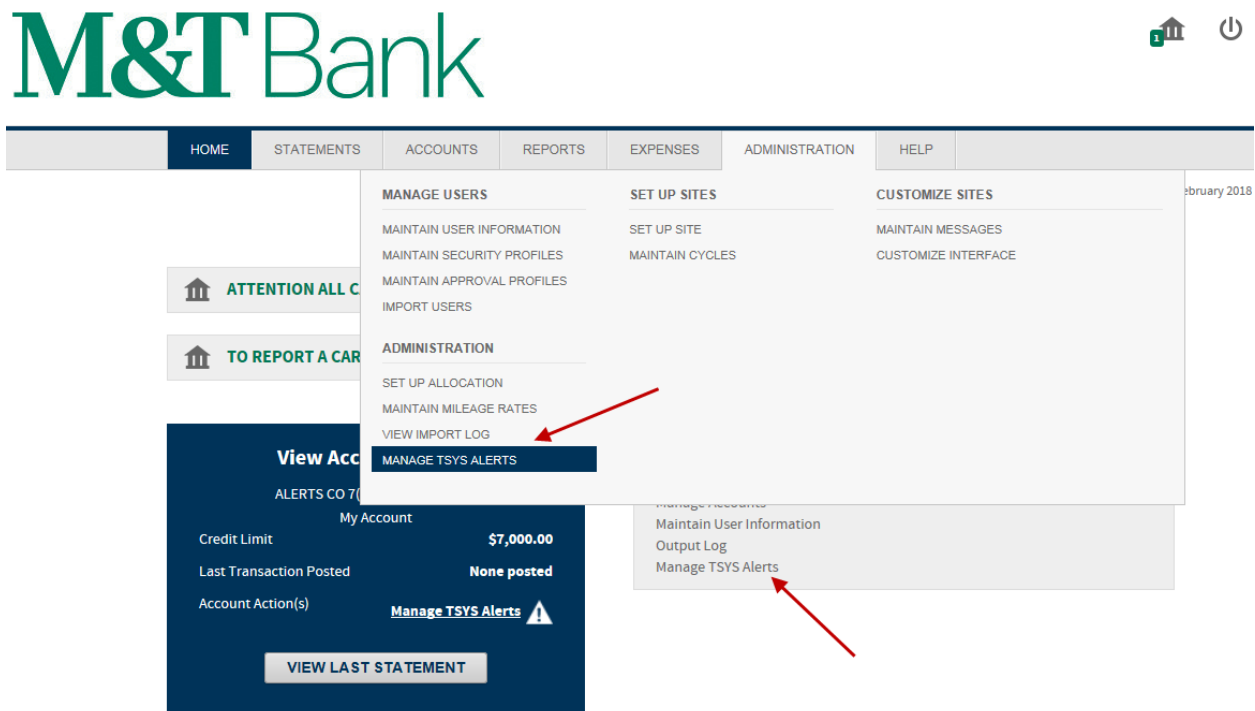 M&T Bank
1
HOME STATEMENTS ACCOUNTS REPORTS EXPENSES ADMINISTRATION HELP
2018
MANAGE USERS
MAINTAIN USER INFORMATION
MAINTAIN SECURITY PROFILES
MAINTAIN APPROVAL PROFILES
IMPORT USERS
SET UP SITES
SET UP SITE
MAINTAIN CYCLES
CUSTOMIZE SITES
MAINTAIN MESSAGES
CUSTOMIZE INTERFACE
ADMINISTRATION
SET UP ALLOCATION
MAINTAIN MILEAGE RATES
VIEW IMPORT LOG
MANAGE TSYS ALERTS
ATTENTION ALL C
TO REPORT A CAR
View Acc
ALERTS CO 7(
My Account
Credit Limit $7,000.00
Last Transaction Posted None posted
Account Action(s) Manage TSYS Alerts
VIEW LAST STATEMENT
Manage Accounts
Maintain User Information
Output Log
Manage TSYS Alerts